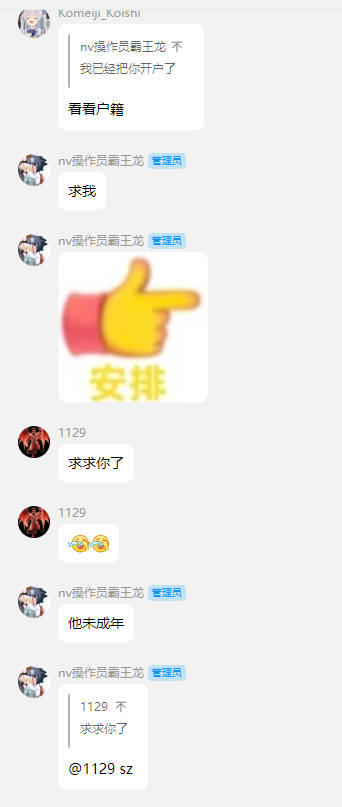 Komeiji_Koishi
nv操作员霸王龙 不
我已经把你开户了
看看户籍
nv操作员霸王龙 管理员
求我
nv操作员霸王龙 管理员
安排
1129
求求你了
1129
nv操作员霸王龙 管理员
他未成年
nv操作员霸王龙 管理员
1129 不
求求你了
@1129 sz